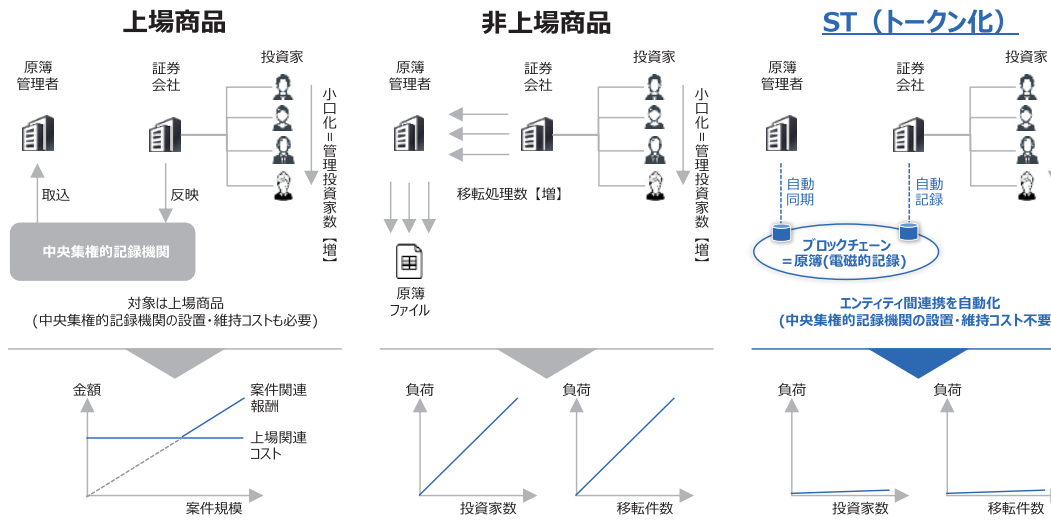 上場商品
原簿
管理者
証券
会社
投資家
小口化＝管理投資家数【増】
取込
反映
中央集権的記録機関
対象は上場商品
(中央集権的記録機関の設置・維持コストも必要)
金額
案件関連
報酬
上場関連
コスト
案件規模
非上場商品
原簿
管理者
証券
会社
投資家
小口化＝管理投資家数【増】
移転処理数【増】
原簿
ファイル
負荷
投資家数
負荷
移転件数
ST（トークン化）
原簿
管理者
証券
会社
投資家
自動
同期
自動
記録
ブロックチェーン
＝原簿(電磁的記録)
エンティティ間連携を自動化
(中央集権的記録機関の設置・維持コスト不要
負荷
投資家数
負荷
移転件数